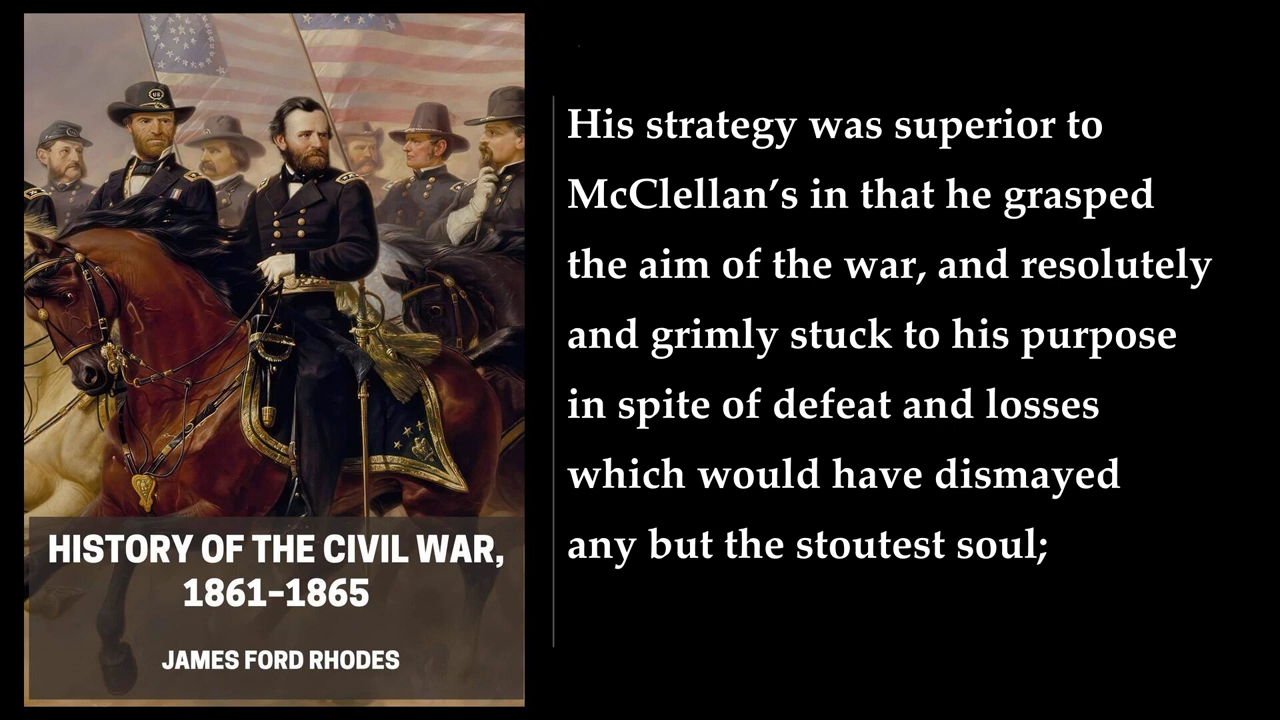 HISTORY OF THE CIVIL WAR,
1861–1865
JAMES FORD RHODES
His strategy was superior to
McClellan’s in that he grasped
the aim of the war, and resolutely
and grimly stuck to his purpose
in spite of defeat and losses
which would have dismayed
any but the stoutest soul;